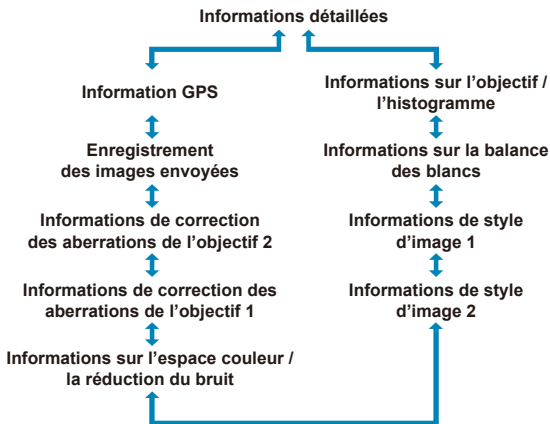 Informations détaillées
Information GPS
Informations sur l'objectif /
l'histogramme
Enregistrement
des images envoyées
Informations sur la balance
des blancs
Informations de correction
des aberrations de l'objectif 2
Informations de style
d'image 1
Informations de correction des
aberrations de l'objectif 1
Informations de style
d'image 2
Informations sur l'espace couleur /
la réduction du bruit